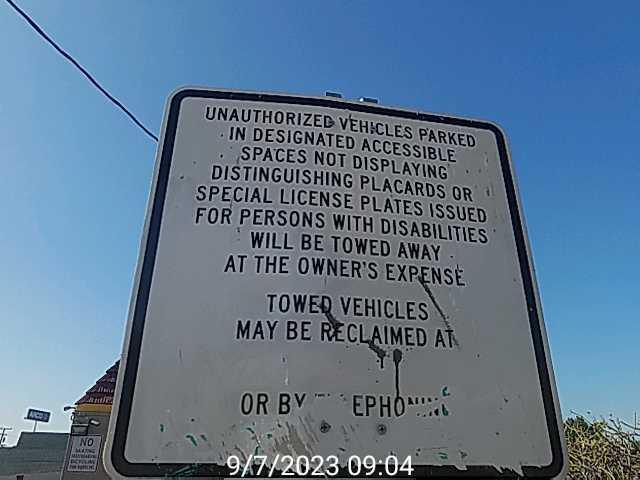 UNAUTHORIZED VEHICLES PARKED
IN DESIGNATED ACCESSIBLE
SPACES NOT DISPLAYING
DISTINGUISHING PLACARDS OR
SPECIAL LICENSE PLATES ISSUED
FOR PERSONS WITH DISABILITIES
WILL BE TOWED AWAY
AT THE OWNER'S EXPENSE
TOWED VEHICLES
MAY BE RECLAIMED AT
OR BY
ARCO
NO
9/7/2023 09:04